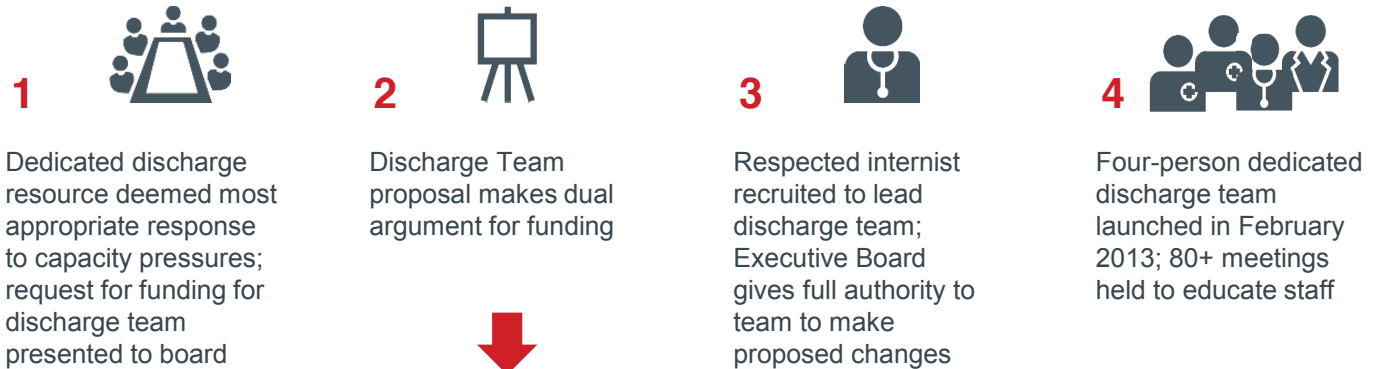 1
Dedicated discharge
resource deemed most
appropriate response
to capacity pressures;
request for funding for
discharge team
presented to board
2
Discharge Team
proposal makes dual
argument for funding
3
Respected internist
recruited to lead
discharge team;
Executive Board
gives full authority to
team to make
proposed changes
4
Four-person dedicated
discharge team
launched in February
2013; 80+ meetings
held to educate staff